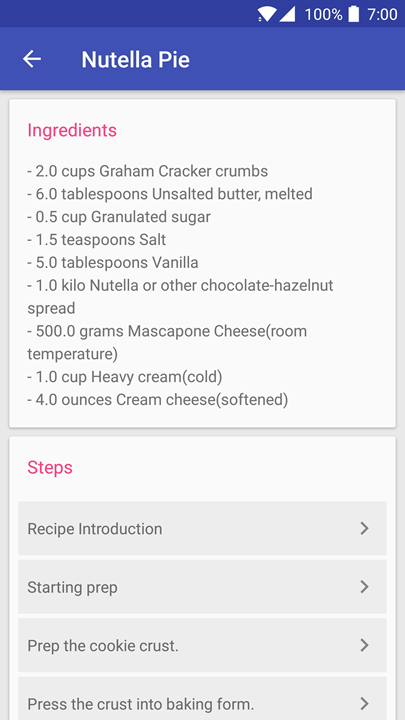 100% 7:00
Nutella Pie
Ingredients
- 2.0 cups Graham Cracker crumbs
- 6.0 tablespoons Unsalted butter, melted
- 0.5 cup Granulated sugar
- 1.5 teaspoons Salt
- 5.0 tablespoons Vanilla
- 1.0 kilo Nutella or other chocolate-hazelnut
spread
- 500.0 grams Mascapone Cheese(room
temperature)
- 1.0 cup Heavy cream(cold)
- 4.0 ounces Cream cheese(softened)
Steps
Recipe Introduction
Starting prep
Prep the cookie crust.
Press the crust into baking form.